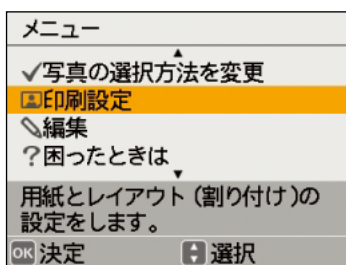 メニュー
写真の選択方法を変更
印刷設定
編集
?困ったときは
用紙とレイアウト(割り付け)の
設定をします。
OK 決定 選択